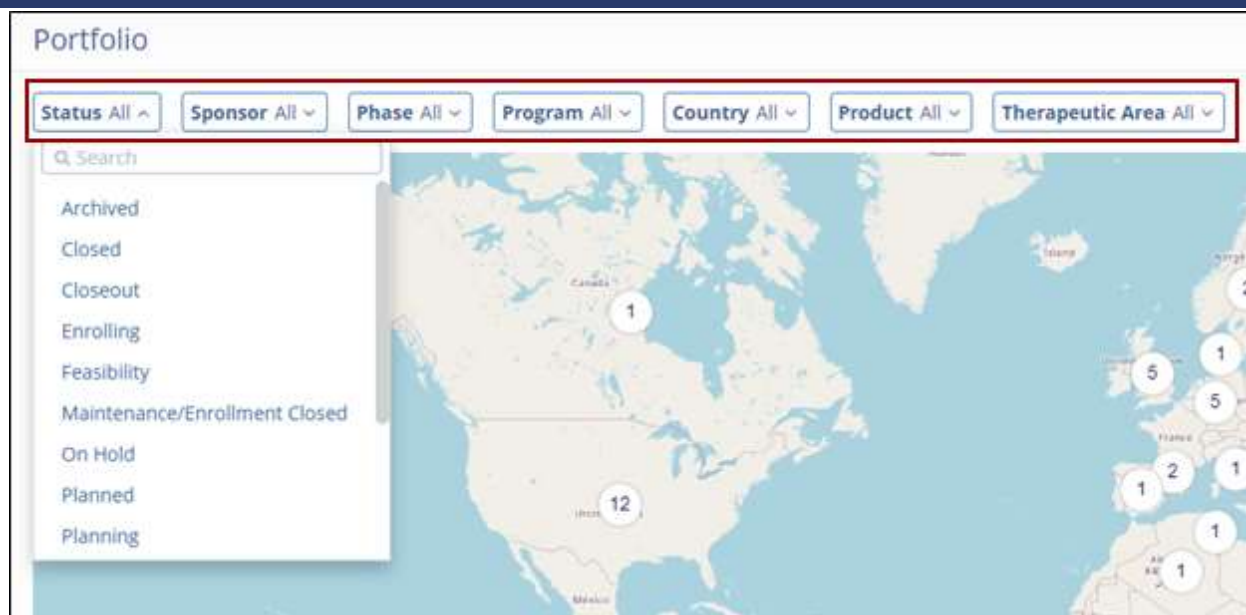 Portfolio
Status All Sponsor All Phase All Program All Country All Product All Therapeutic Area All
Search
Archived
Closed
Closeout
Enrolling
Feasibility
Maintenance/Enrollment Closed
On Hold
Planned
Planning
Canada
1
1
5
5
France
2
1
1
12
1
1
Mexico